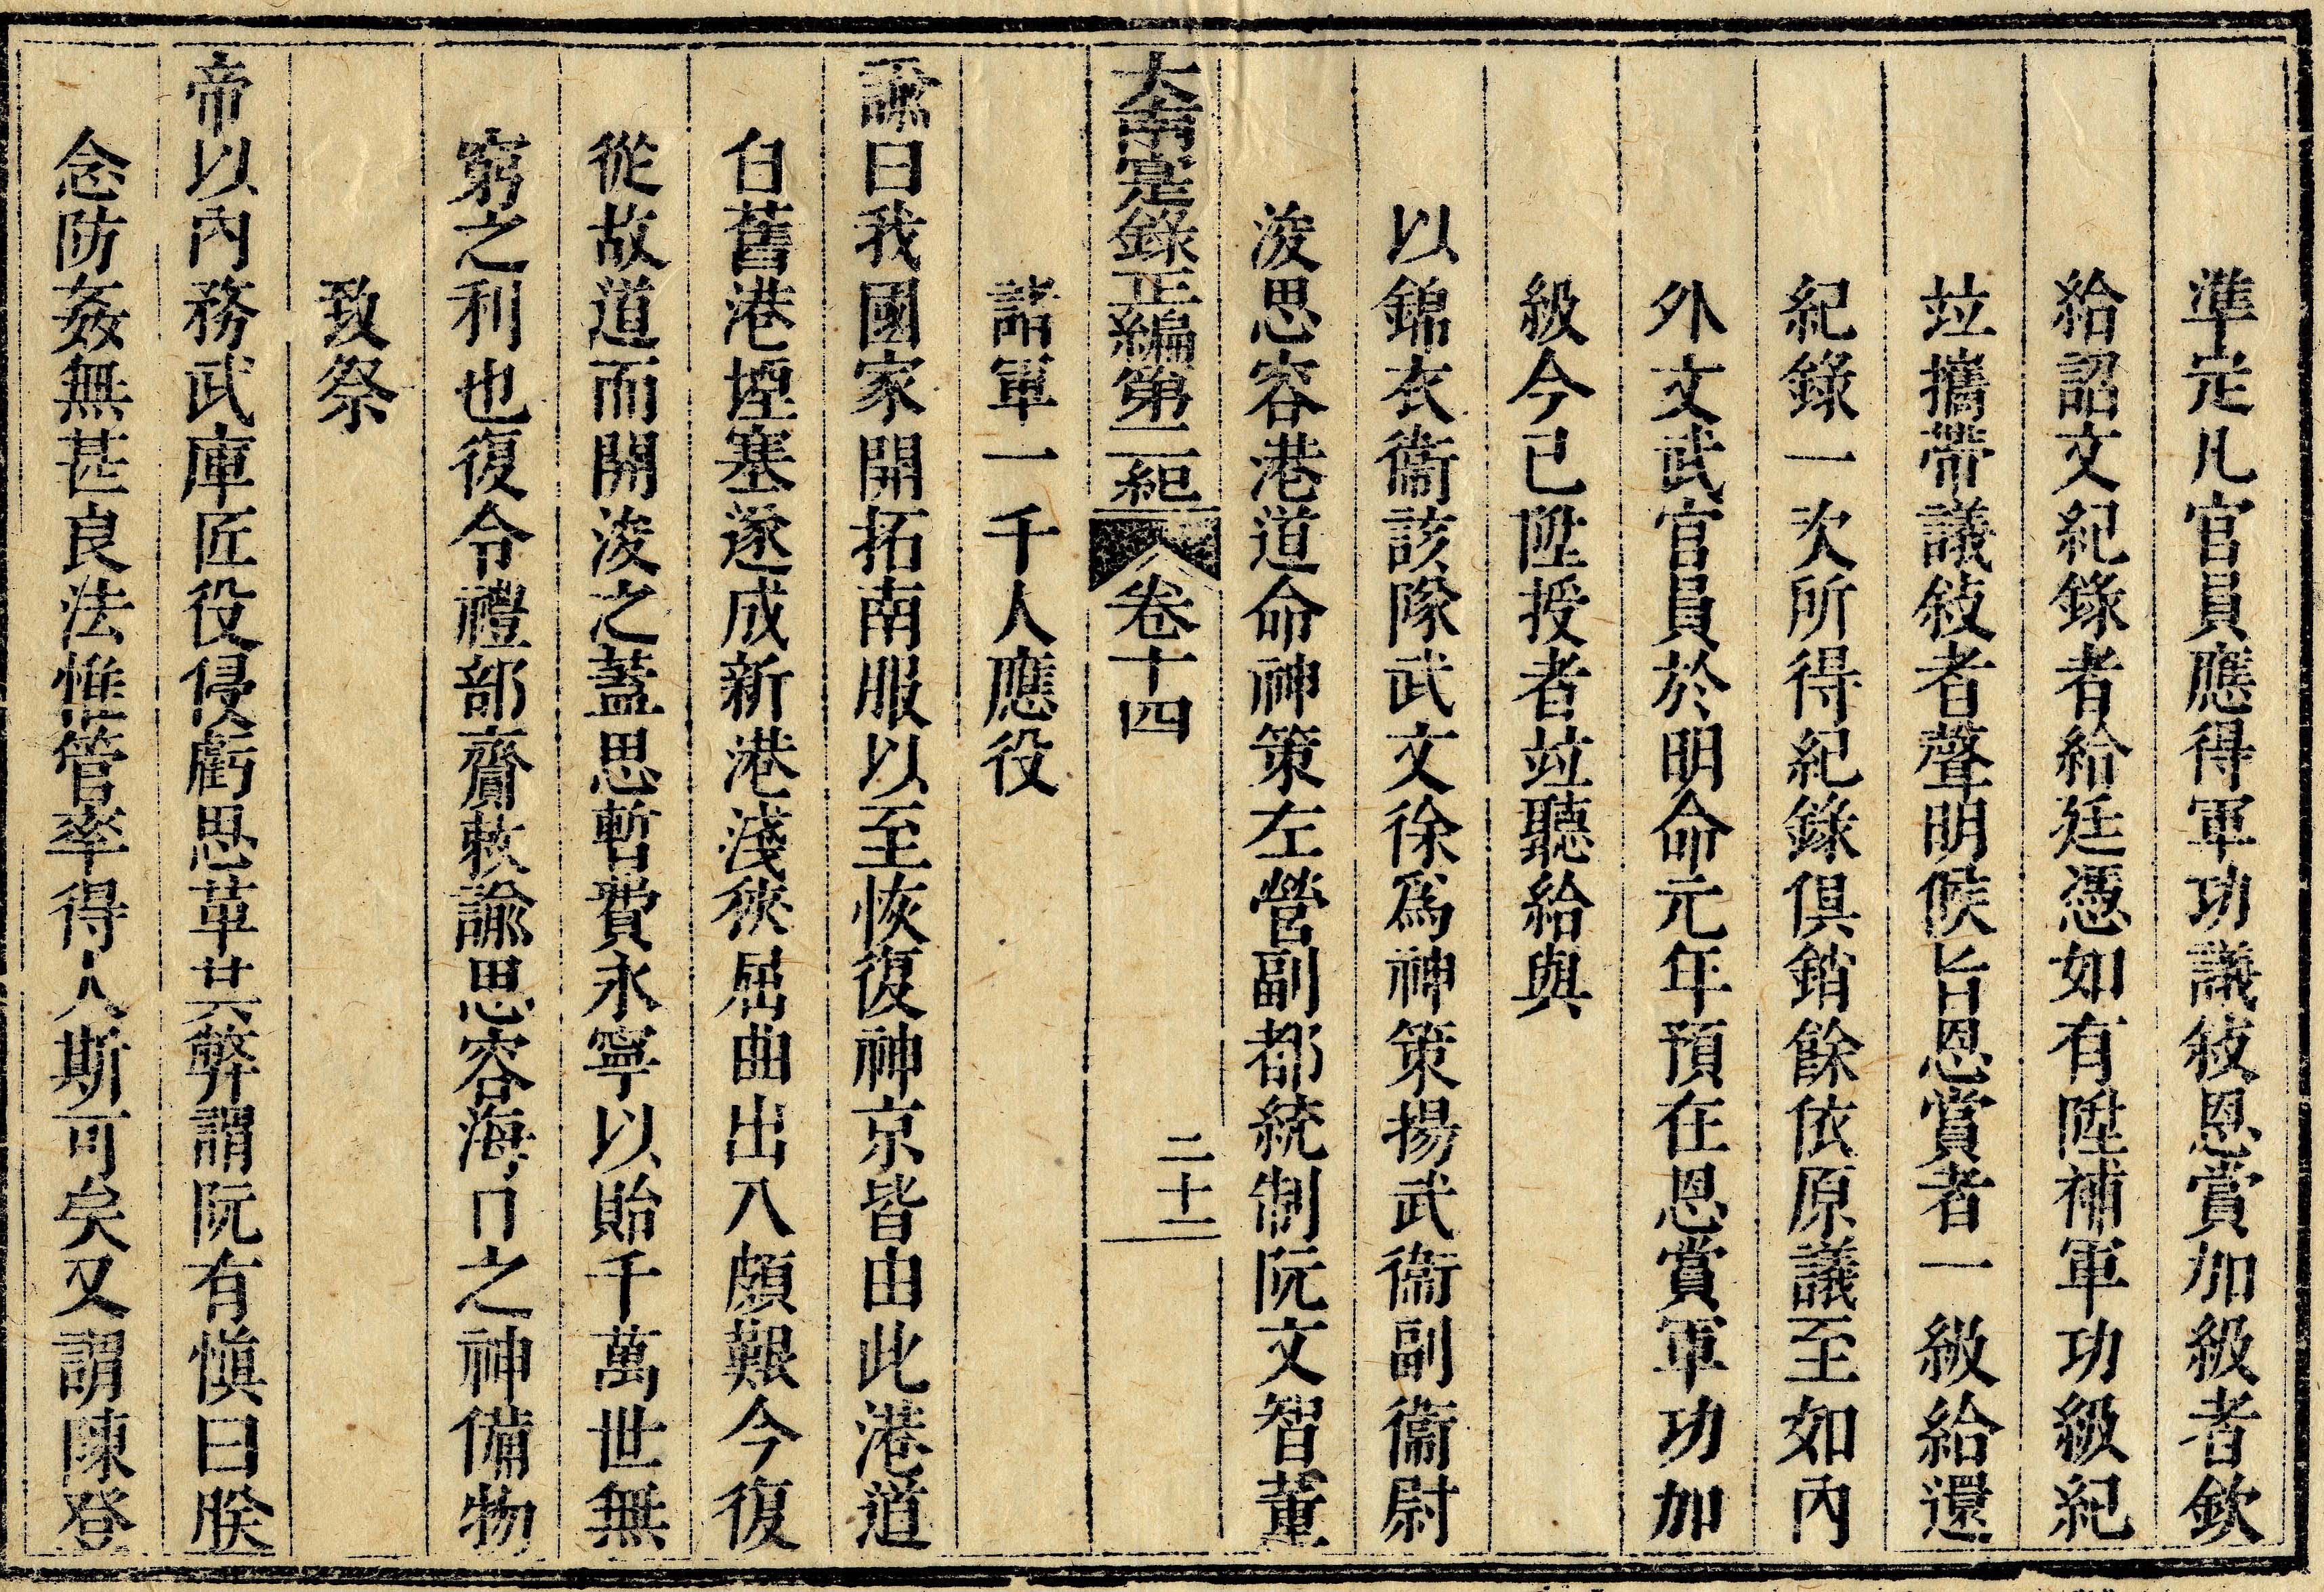 準定凡官員應得軍功議敍恩賞加級者欽
給詔文紀錄者給廷憑如有陞補軍功級紀
竝攜帶議敍者聲明候旨恩賞者一級給還
紀錄一次所得紀錄俱銷餘依原議至如內
外文武官員於明命元年預在恩賞軍功加
級今已陞授者竝聽給與
以錦衣衞該隊武文徐爲神策揚武衞副衞尉
浚思容港道命神策左營副都統制阮文智董
大南寔錄正編第二紀 卷十四 二十二
諸軍一千人應役
諭曰我國家開拓南服以至恢復神京皆由此港道
白舊港堙塞遂成新港淺狹屈曲出入頗艱今復
從故道而開浚之蓋思暫費永寧以貽千萬世無
窮之利也復令禮部齎敕諭思容海口之神備物
致祭
帝以內務武庫匠役侵虧思革其弊謂阮有愼曰朕
念防姦無甚良法惟管率得人斯可矣又謂陳登